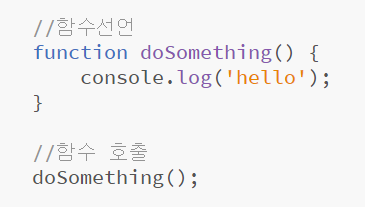 //함수선언
function doSomething() {
    console.log('hello');
}

//함수 호출
doSomething();